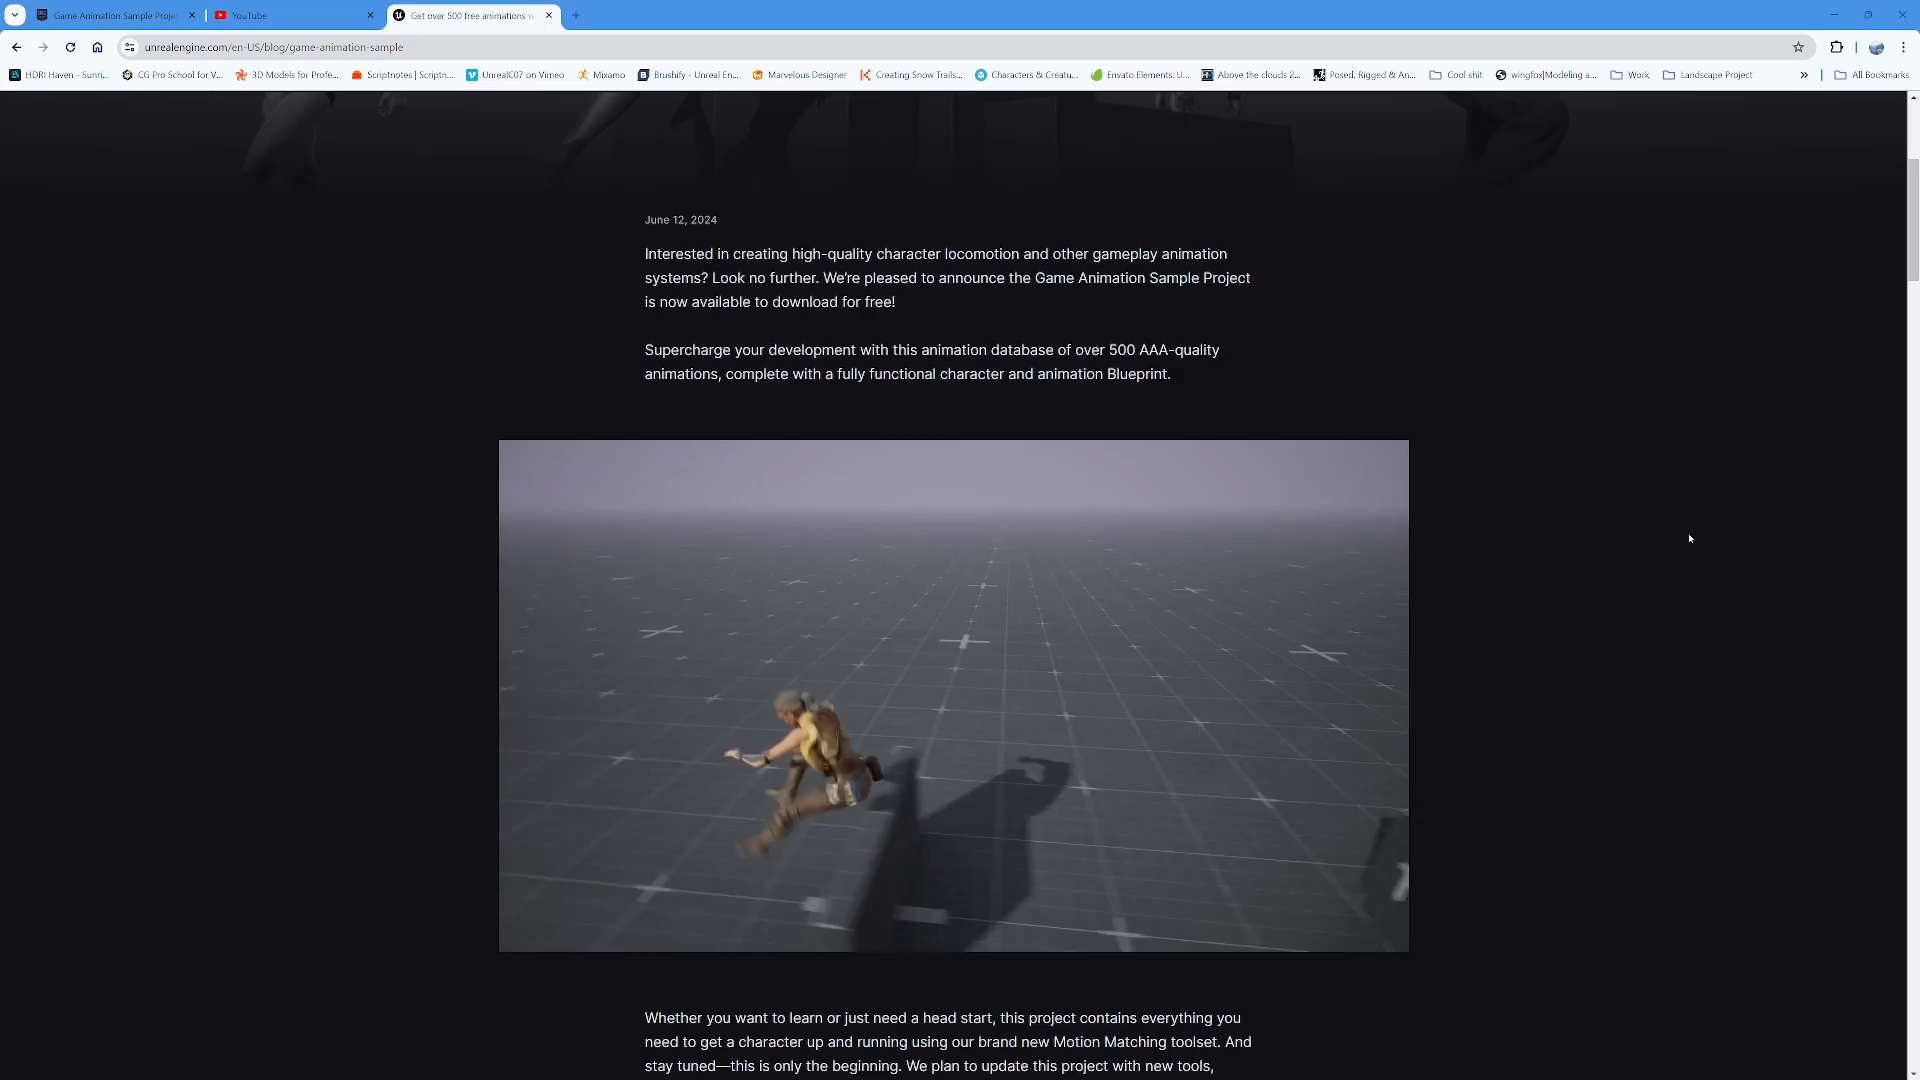 Game Animation Sample Proje
YouTube
Get over 500 free animations w
unrealengine.com/en-US/blog/game-animation-sample
HDRI Haven - Sunri...
CG Pro School for V...
3D Models for Profe...
Scriptnotes | Scriptn...
UnrealC07 on Vimeo
Mixamo
Brushify - Unreal En...
Marvelous Designer
Creating Snow Trails...
Characters & Creatu...
Envato Elements: U...
Above the clouds 2...
Posed, Rigged & An...
Cool shit
wingfox|Modeling a...
Work
Landscape Project
All Bookmarks
June 12, 2024
Interested in creating high-quality character locomotion and other gameplay animation
systems? Look no further. We're pleased to announce the Game Animation Sample Project
is now available to download for free!
Supercharge your development with this animation database of over 500 AAA-quality
animations, complete with a fully functional character and animation Blueprint.
Whether you want to learn or just need a head start, this project contains everything you
need to get a character up and running using our brand new Motion Matching toolset. And
stay tuned—this is only the beginning. We plan to update this project with new tools,